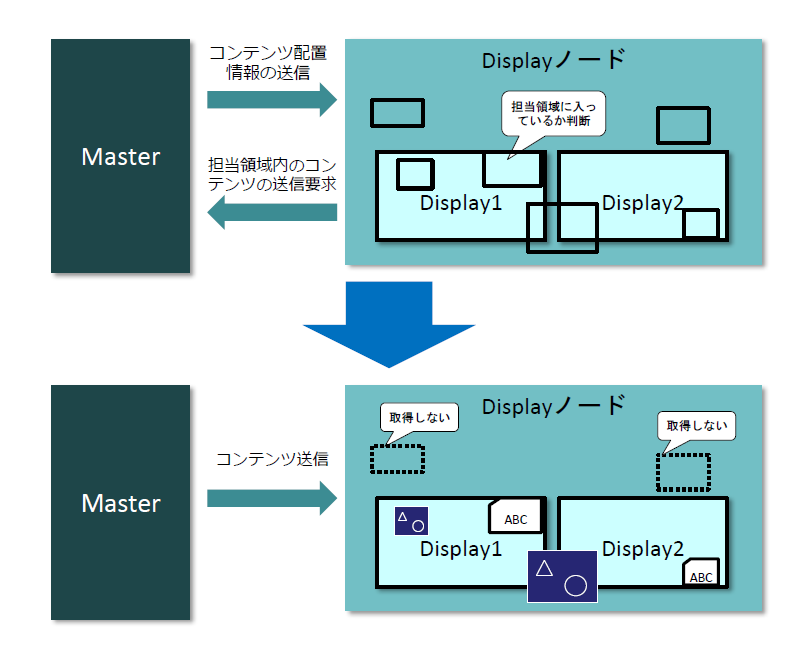 コンテンツ配置
情報の送信
Displayノード
担当領域に入っ
ているか判断
Master
担当領域内のコン
テンツの送信要求
Display1
Display2
Displayノード
取得しない
取得しない
コンテンツ送信
Master
ABC
Display1
Display2
ABC